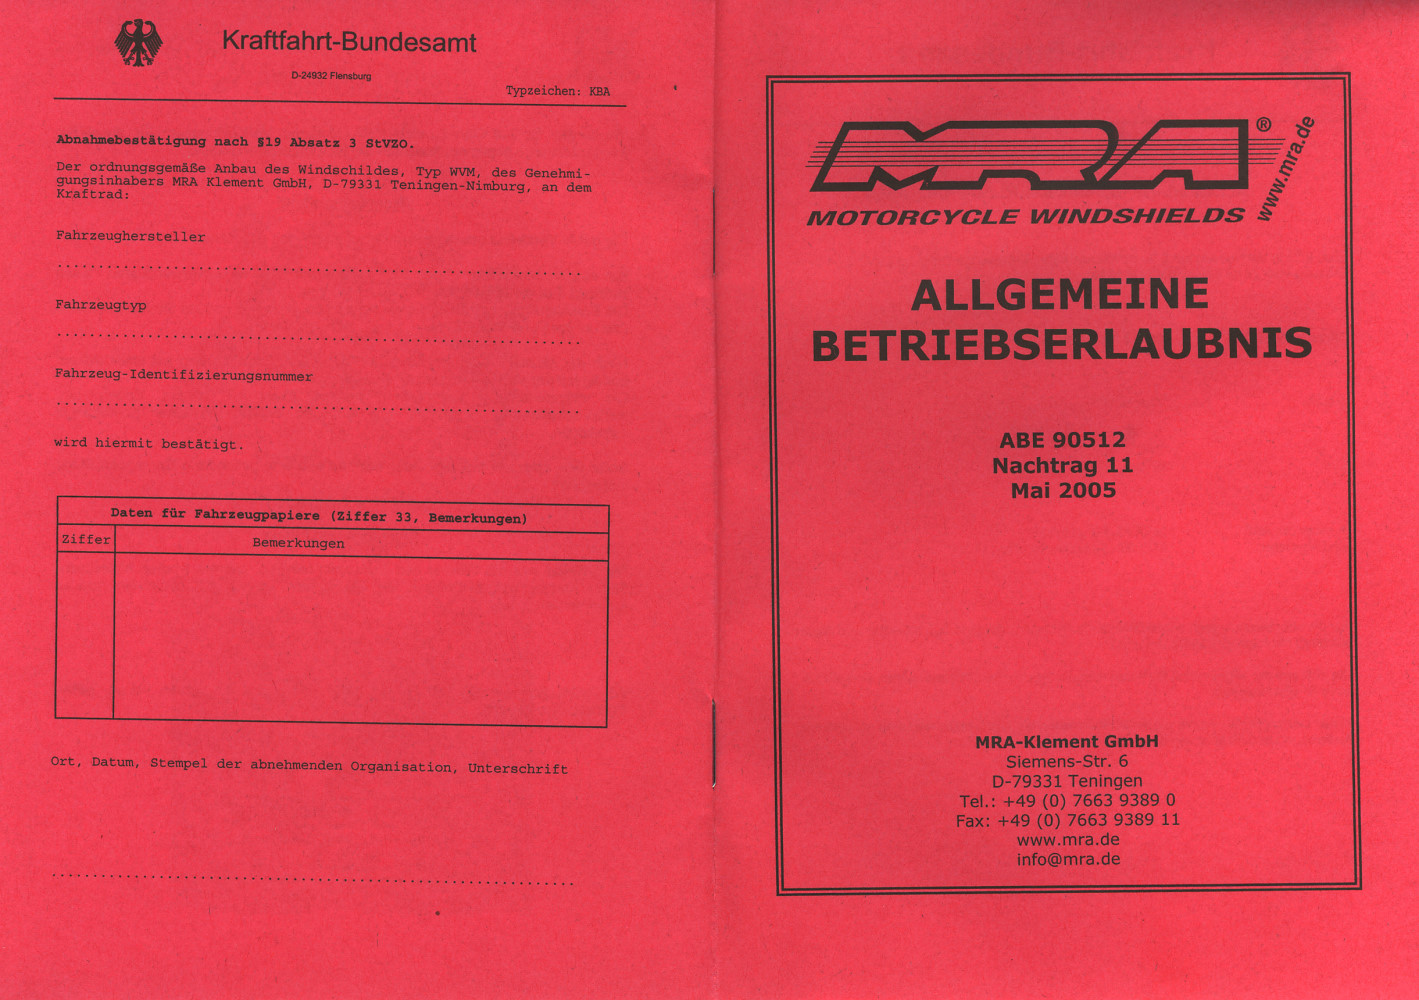 Kraftfahrt-Bundesamt
D-24932 Flensburg
Typzeichen: KBA
Abnahmebestätigung nach §19 Absatz 3 StVZO.
Der ordnungsgemäße Anbau des Windschildes, Typ WVM, des Genehmi-
gungsinhabers MRA Klement GmbH, D-79331 Teningen-Nimburg, an dem
Kraftrad:
Fahrzeughersteller
Fahrzeugtyp
Fahrzeug-Identifizierungsnummer
wird hiermit bestätigt.
Daten für Fahrzeugpapiere (Ziffer 33, Bemerkungen)
Ziffer Bemerkungen
Ort, Datum, Stempel der abnehmenden Organisation, Unterschrift
MRA®
www.mra.de
MOTORCYCLE WINDSHIELDS
ALLGEMEINE
BETRIEBSERLAUBNIS
ABE 90512
Nachtrag 11
Mai 2005
MRA-Klement GmbH
Siemens-Str. 6
D-79331 Teningen
Tel.: +49 (0) 7663 9389 0
Fax: +49 (0) 7663 9389 11
www.mra.de
info@mra.de